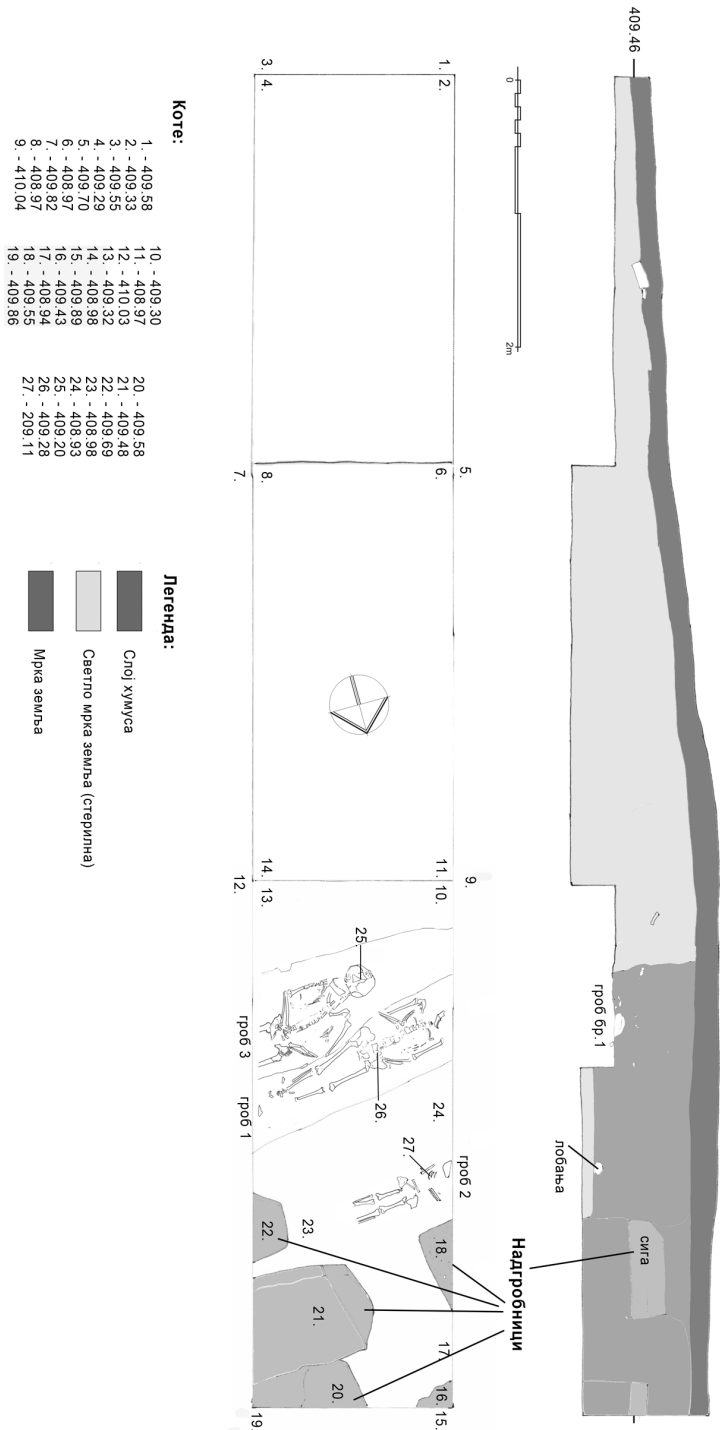 409.46
гроб бр.1
лобања
сига
Надгробници
0
2m
1.
2.
3.
4.
5.
6.
7.
8.
9.
10.
11.
12.
13.
14.
25.
гроб 3
гроб 1
26.
24.
27.
гроб 2
23.
22.
18.
21.
17.
20.
16.
15.
19.
Коте:
1. - 409.58
2. - 409.33
3. - 409.55
4. - 409.29
5. - 409.70
6. - 408.97
7. - 409.82
8. - 408.97
9. - 410.04
10. - 409.30
11. - 408.97
12. - 410.03
13. - 409.32
14. - 408.98
15. - 409.89
16. - 409.43
17. - 408.94
18. - 409.55
19. - 409.86
20. - 409.58
21. - 409.48
22. - 409.69
23. - 408.98
24. - 408.93
25. - 409.20
26. - 409.28
27. - 209.11
Легенда:
Слој хумуса
Светло мрка земља (стерилна)
Мрка земља